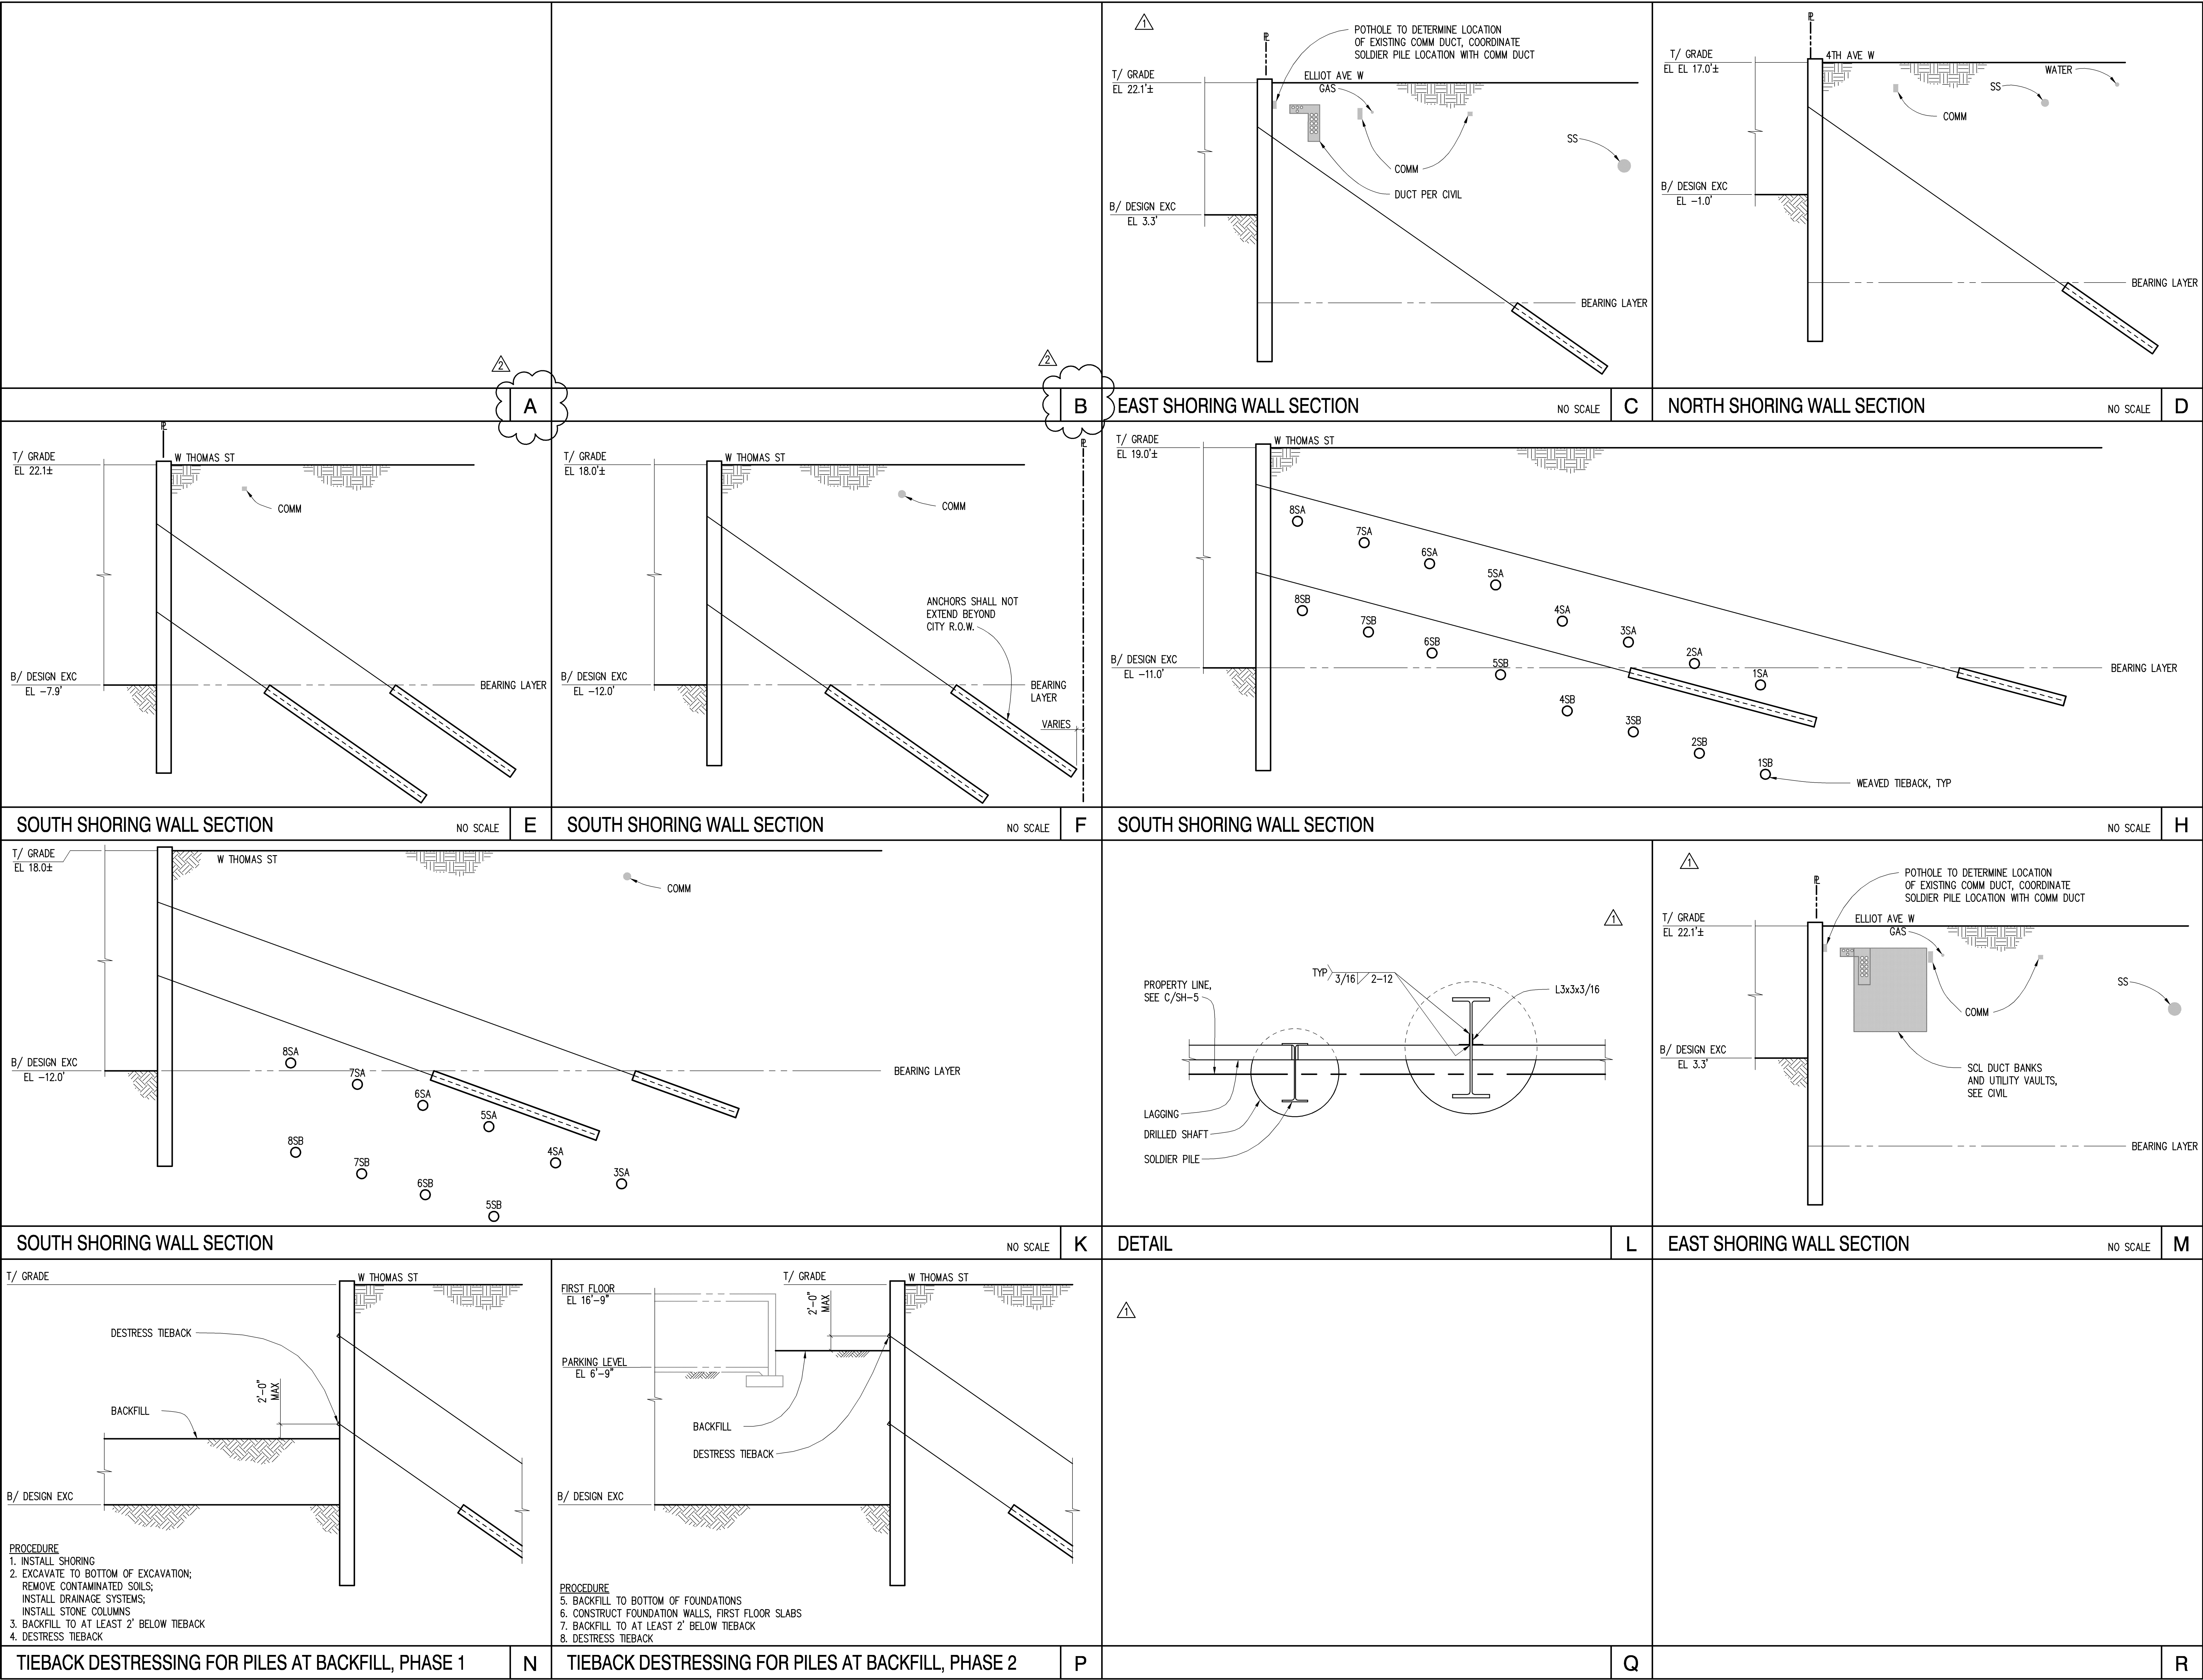 2
A
2
B
1
POTHOLE TO DETERMINE LOCATION
OF EXISTING COMM DUCT, COORDINATE
SOLDIER PILE LOCATION WITH COMM DUCT
PL
T/ GRADE
EL 22.1'±
ELLIOT AVE W
GAS
SS
COMM
DUCT PER CIVIL
B/ DESIGN EXC
EL 3.3'
BEARING LAYER
EAST SHORING WALL SECTION
NO SCALE
C
PL
T/ GRADE
EL EL 17.0'±
4TH AVE W
WATER
SS
COMM
B/ DESIGN EXC
EL -1.0'
BEARING LAYER
NORTH SHORING WALL SECTION
NO SCALE
D
PL
T/ GRADE
EL 22.1±
W THOMAS ST
COMM
B/ DESIGN EXC
EL -7.9'
BEARING LAYER
SOUTH SHORING WALL SECTION
NO SCALE
E
PL
T/ GRADE
EL 18.0'±
W THOMAS ST
COMM
ANCHORS SHALL NOT
EXTEND BEYOND
CITY R.O.W.
B/ DESIGN EXC
EL -12.0'
BEARING
LAYER
VARIES
SOUTH SHORING WALL SECTION
NO SCALE
F
T/ GRADE
EL 19.0'±
W THOMAS ST
8SA
7SA
6SA
5SA
4SA
3SA
2SA
1SA
8SB
7SB
6SB
5SB
4SB
3SB
2SB
1SB
B/ DESIGN EXC
EL -11.0'
BEARING LAYER
WEAVED TIEBACK, TYP
SOUTH SHORING WALL SECTION
NO SCALE
H
T/ GRADE
EL 18.0±
W THOMAS ST
COMM
B/ DESIGN EXC
EL -12.0'
BEARING LAYER
8SA
7SA
6SA
5SA
4SA
3SA
8SB
7SB
6SB
5SB
SOUTH SHORING WALL SECTION
NO SCALE
K
1
PROPERTY LINE,
SEE C/SH-5
TYP
3/16
2-12
L3x3x3/16
LAGGING
DRILLED SHAFT
SOLDIER PILE
DETAIL
L
1
POTHOLE TO DETERMINE LOCATION
OF EXISTING COMM DUCT, COORDINATE
SOLDIER PILE LOCATION WITH COMM DUCT
PL
T/ GRADE
EL 22.1'±
ELLIOT AVE W
GAS
SS
COMM
B/ DESIGN EXC
EL 3.3'
SCL DUCT BANKS
AND UTILITY VAULTS,
SEE CIVIL
BEARING LAYER
EAST SHORING WALL SECTION
NO SCALE
M
T/ GRADE
W THOMAS ST
DESTRESS TIEBACK
2'-0"
MAX
BACKFILL
B/ DESIGN EXC
PROCEDURE
1. INSTALL SHORING
2. EXCAVATE TO BOTTOM OF EXCAVATION;
REMOVE CONTAMINATED SOILS;
INSTALL DRAINAGE SYSTEMS;
INSTALL STONE COLUMNS
3. BACKFILL TO AT LEAST 2' BELOW TIEBACK
4. DESTRESS TIEBACK
TIEBACK DESTRESSING FOR PILES AT BACKFILL, PHASE 1
N
FIRST FLOOR
EL 16'-9"
T/ GRADE
W THOMAS ST
2'-0"
MAX
PARKING LEVEL
EL 6'-9"
BACKFILL
DESTRESS TIEBACK
B/ DESIGN EXC
PROCEDURE
5. BACKFILL TO BOTTOM OF FOUNDATIONS
6. CONSTRUCT FOUNDATION WALLS, FIRST FLOOR SLABS
7. BACKFILL TO AT LEAST 2' BELOW TIEBACK
8. DESTRESS TIEBACK
TIEBACK DESTRESSING FOR PILES AT BACKFILL, PHASE 2
P
1
Q
R